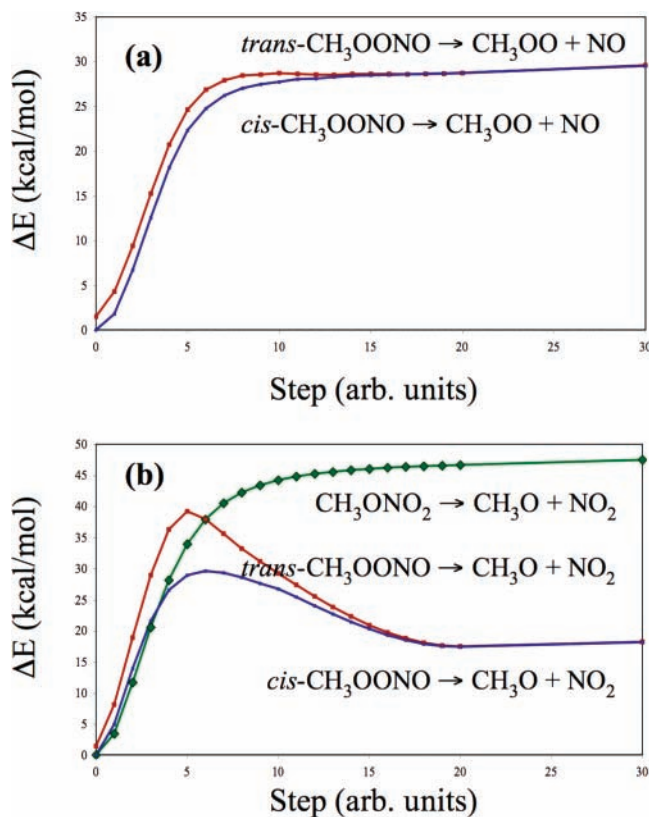 35
(a)
trans-CH₃OONO → CH₃OO + NO
30
25
cis-CH₃OONO → CH₃OO + NO
20
15
10
5
0
ΔE (kcal/mol)
0 5 10 15 20 25 30
Step (arb. units)
50
(b)
45
40
CH₃ONO₂ → CH₃O + NO₂
35
30
trans-CH₃OONO → CH₃O + NO₂
25
20
15
cis-CH₃OONO → CH₃O + NO₂
10
5
0
ΔE (kcal/mol)
0 5 10 15 20 25 30
Step (arb. units)